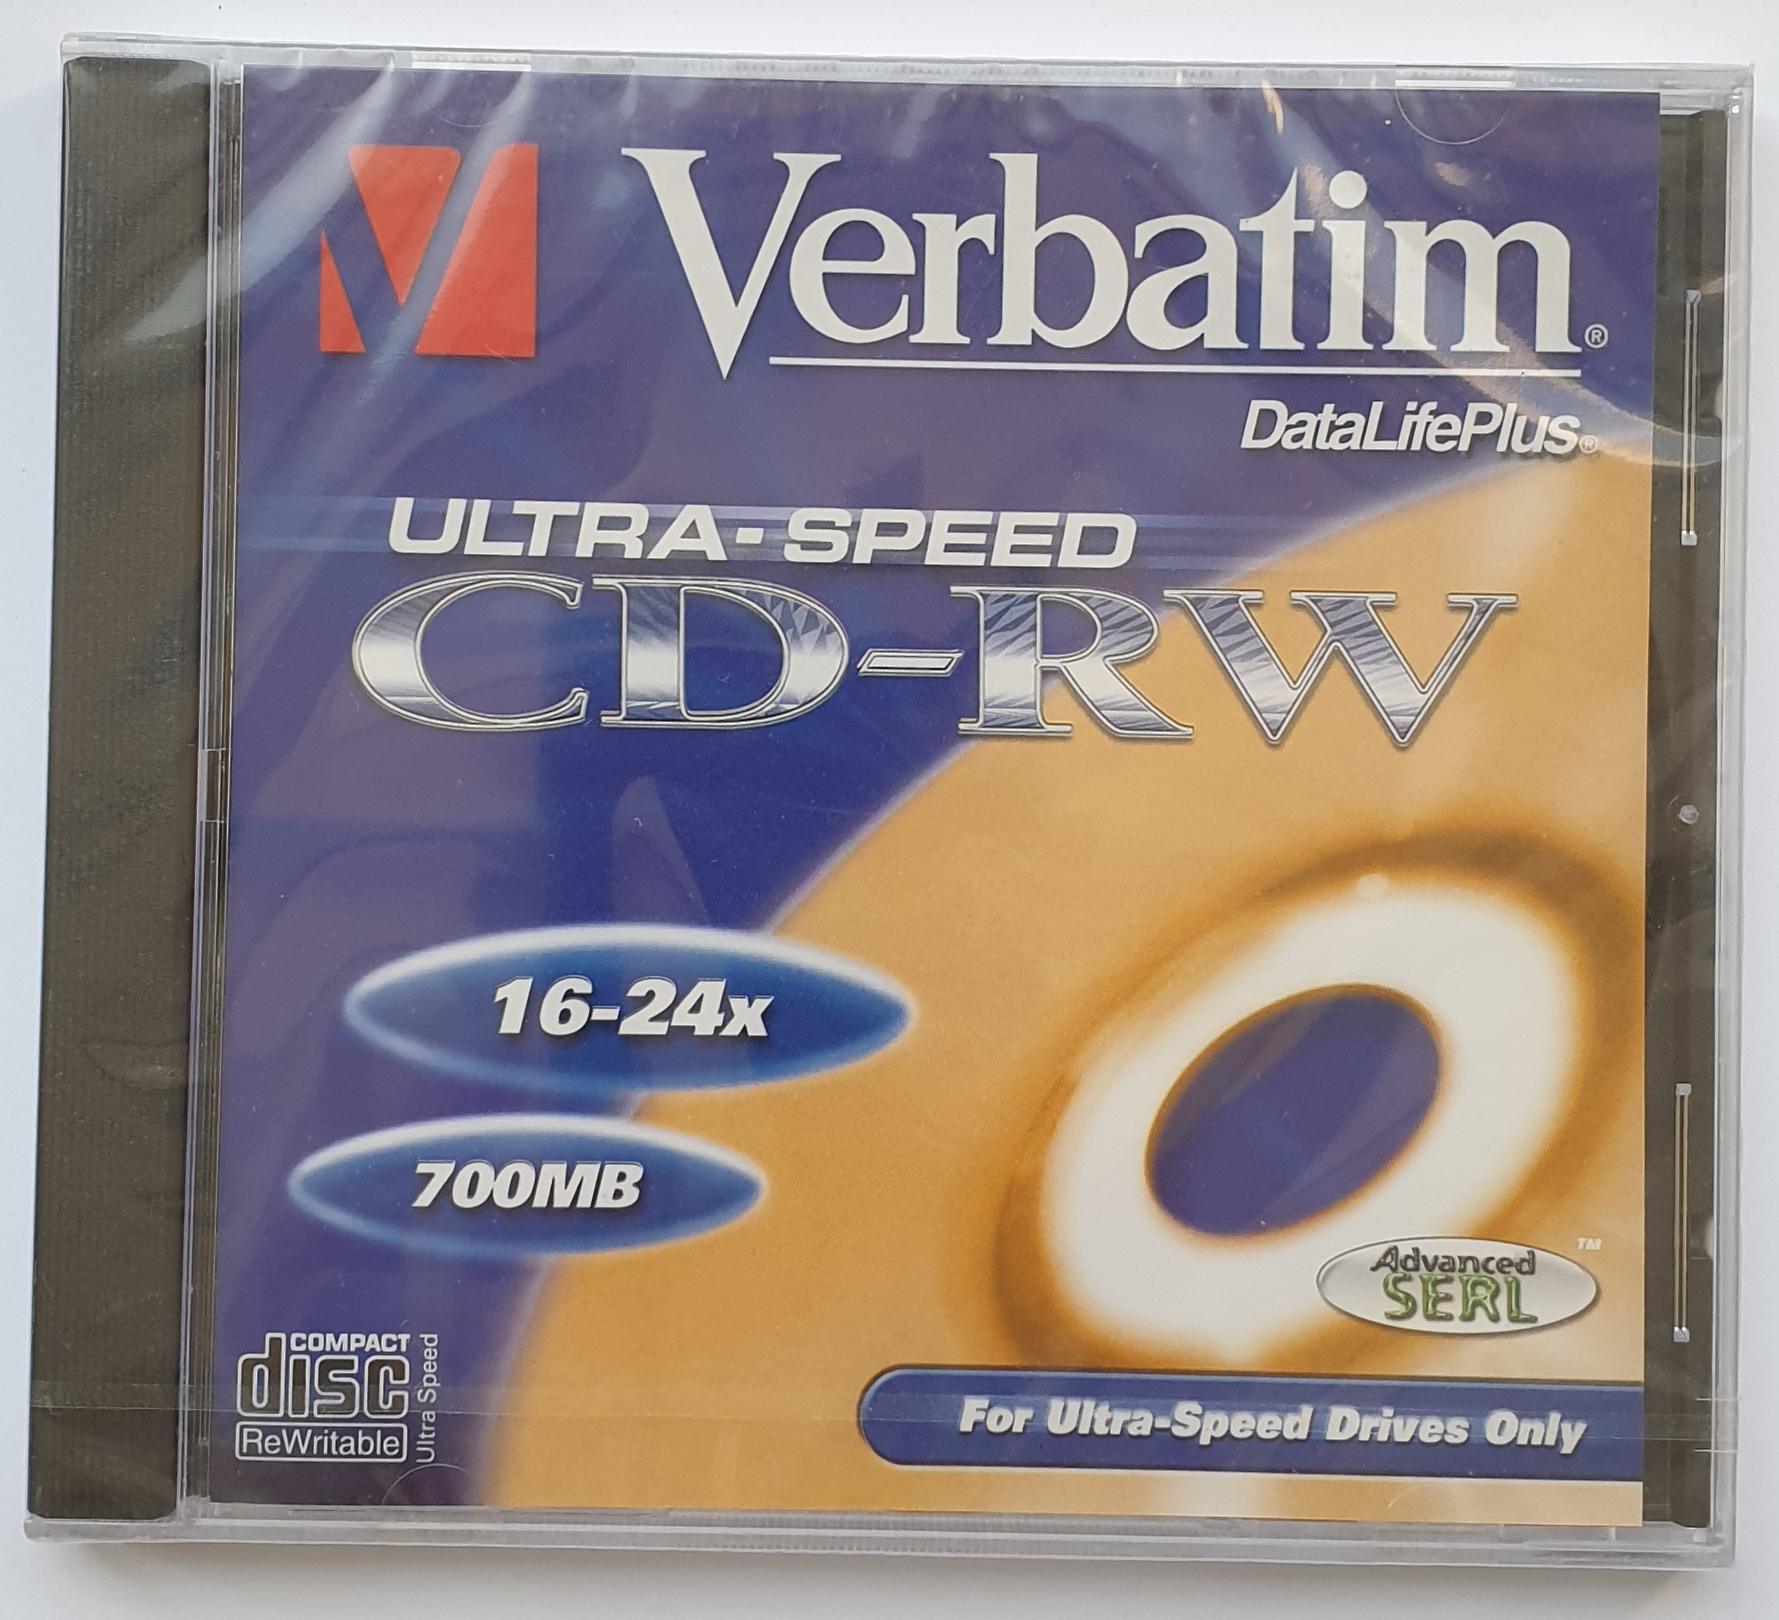 Verbatim®
DataLifePlus®
ULTRA-SPEED
CD-RW
16-24x
700MB
Advanced ™
SERL
COMPACT
disc
ReWritable
Ultra Speed
For Ultra-Speed Drives Only